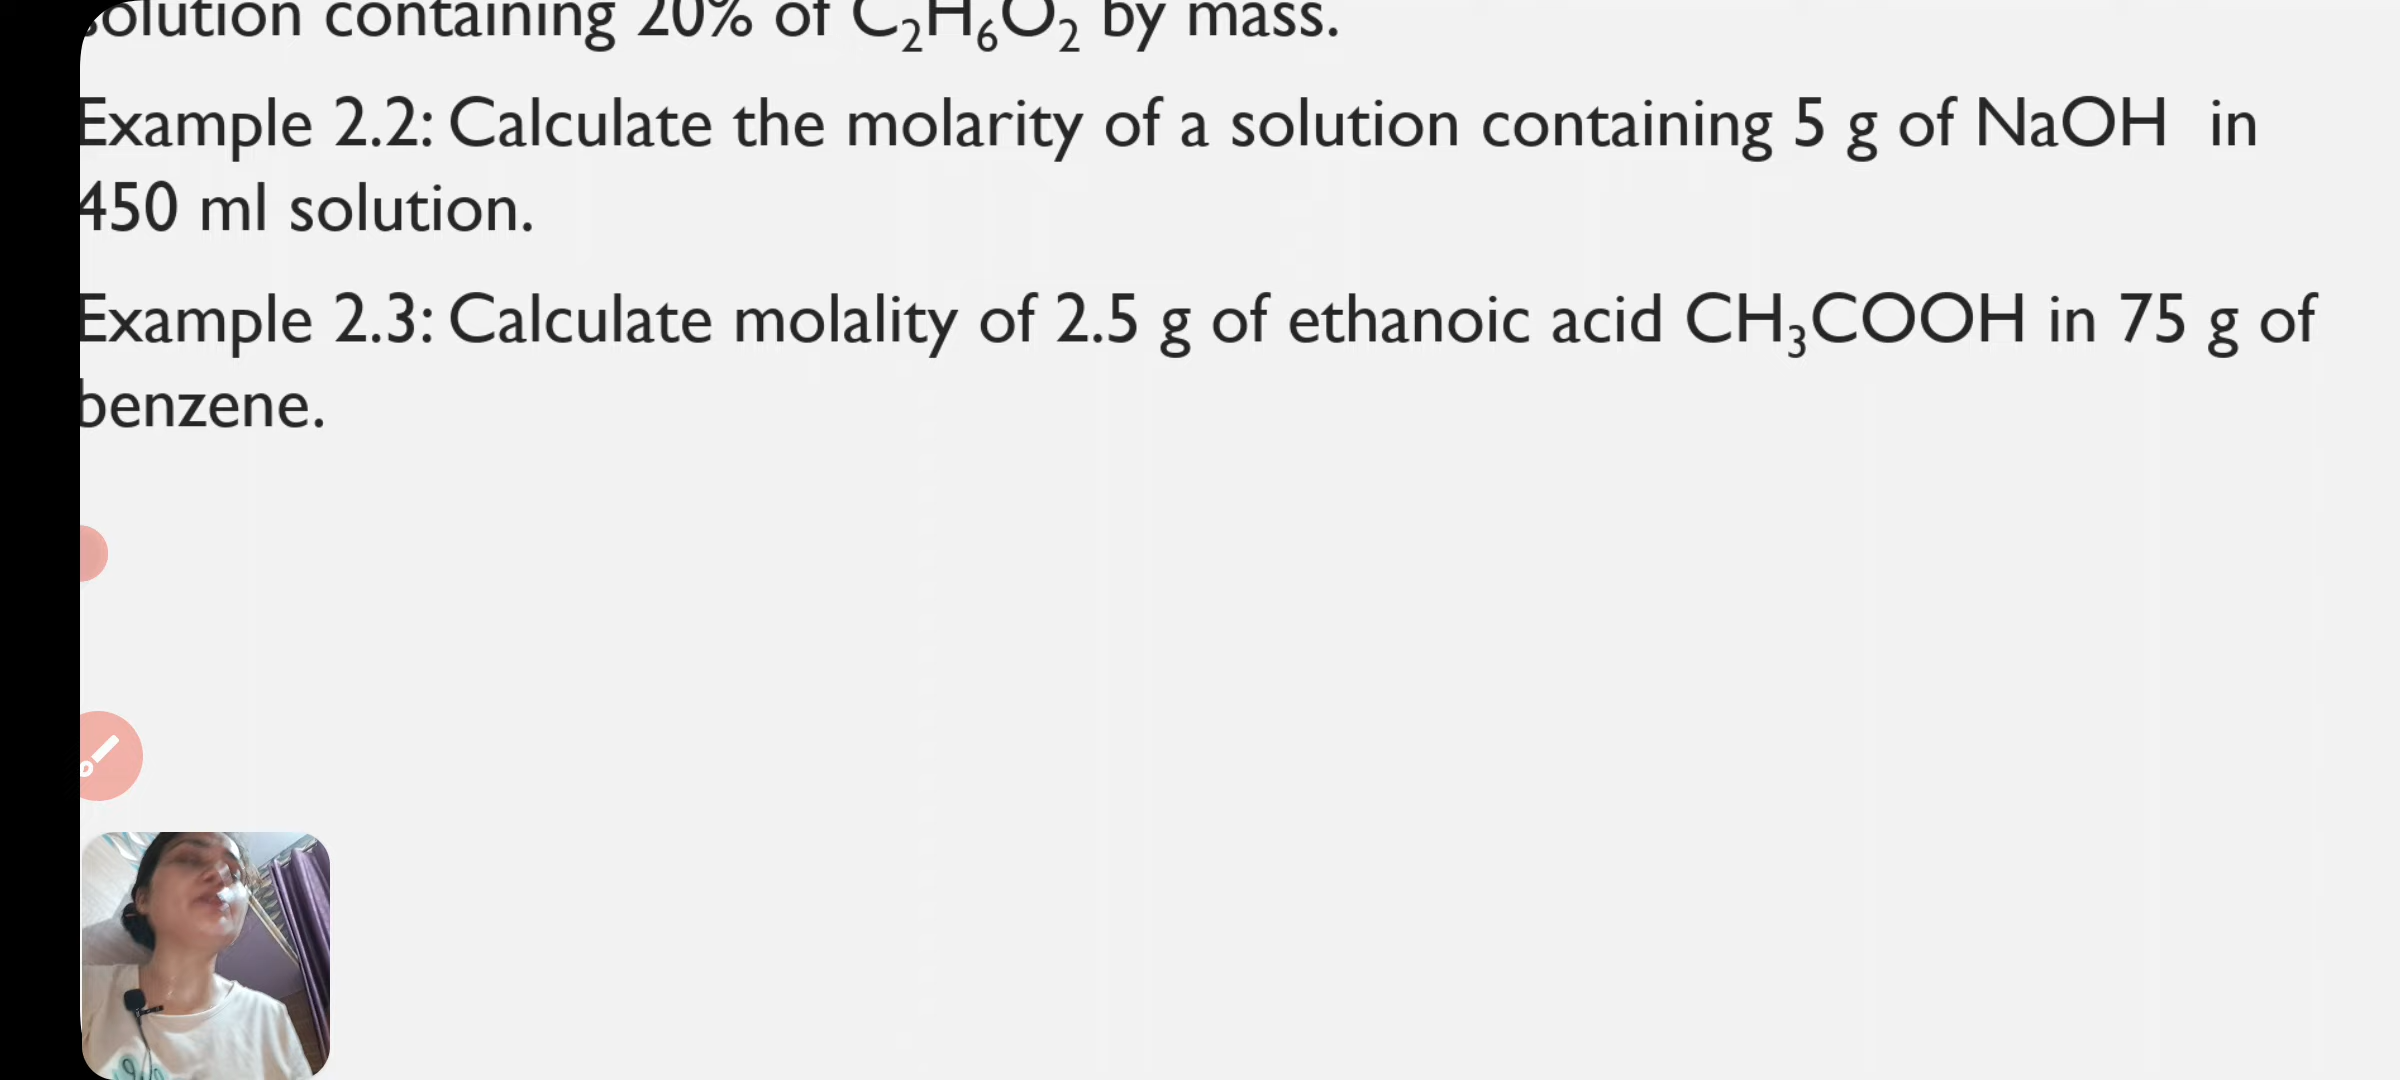 solution containing 20% of C₂H₆O₂ by mass.
Example 2.2: Calculate the molarity of a solution containing 5 g of NaOH in
450 ml solution.
Example 2.3: Calculate molality of 2.5 g of ethanoic acid CH₃COOH in 75 g of
benzene.